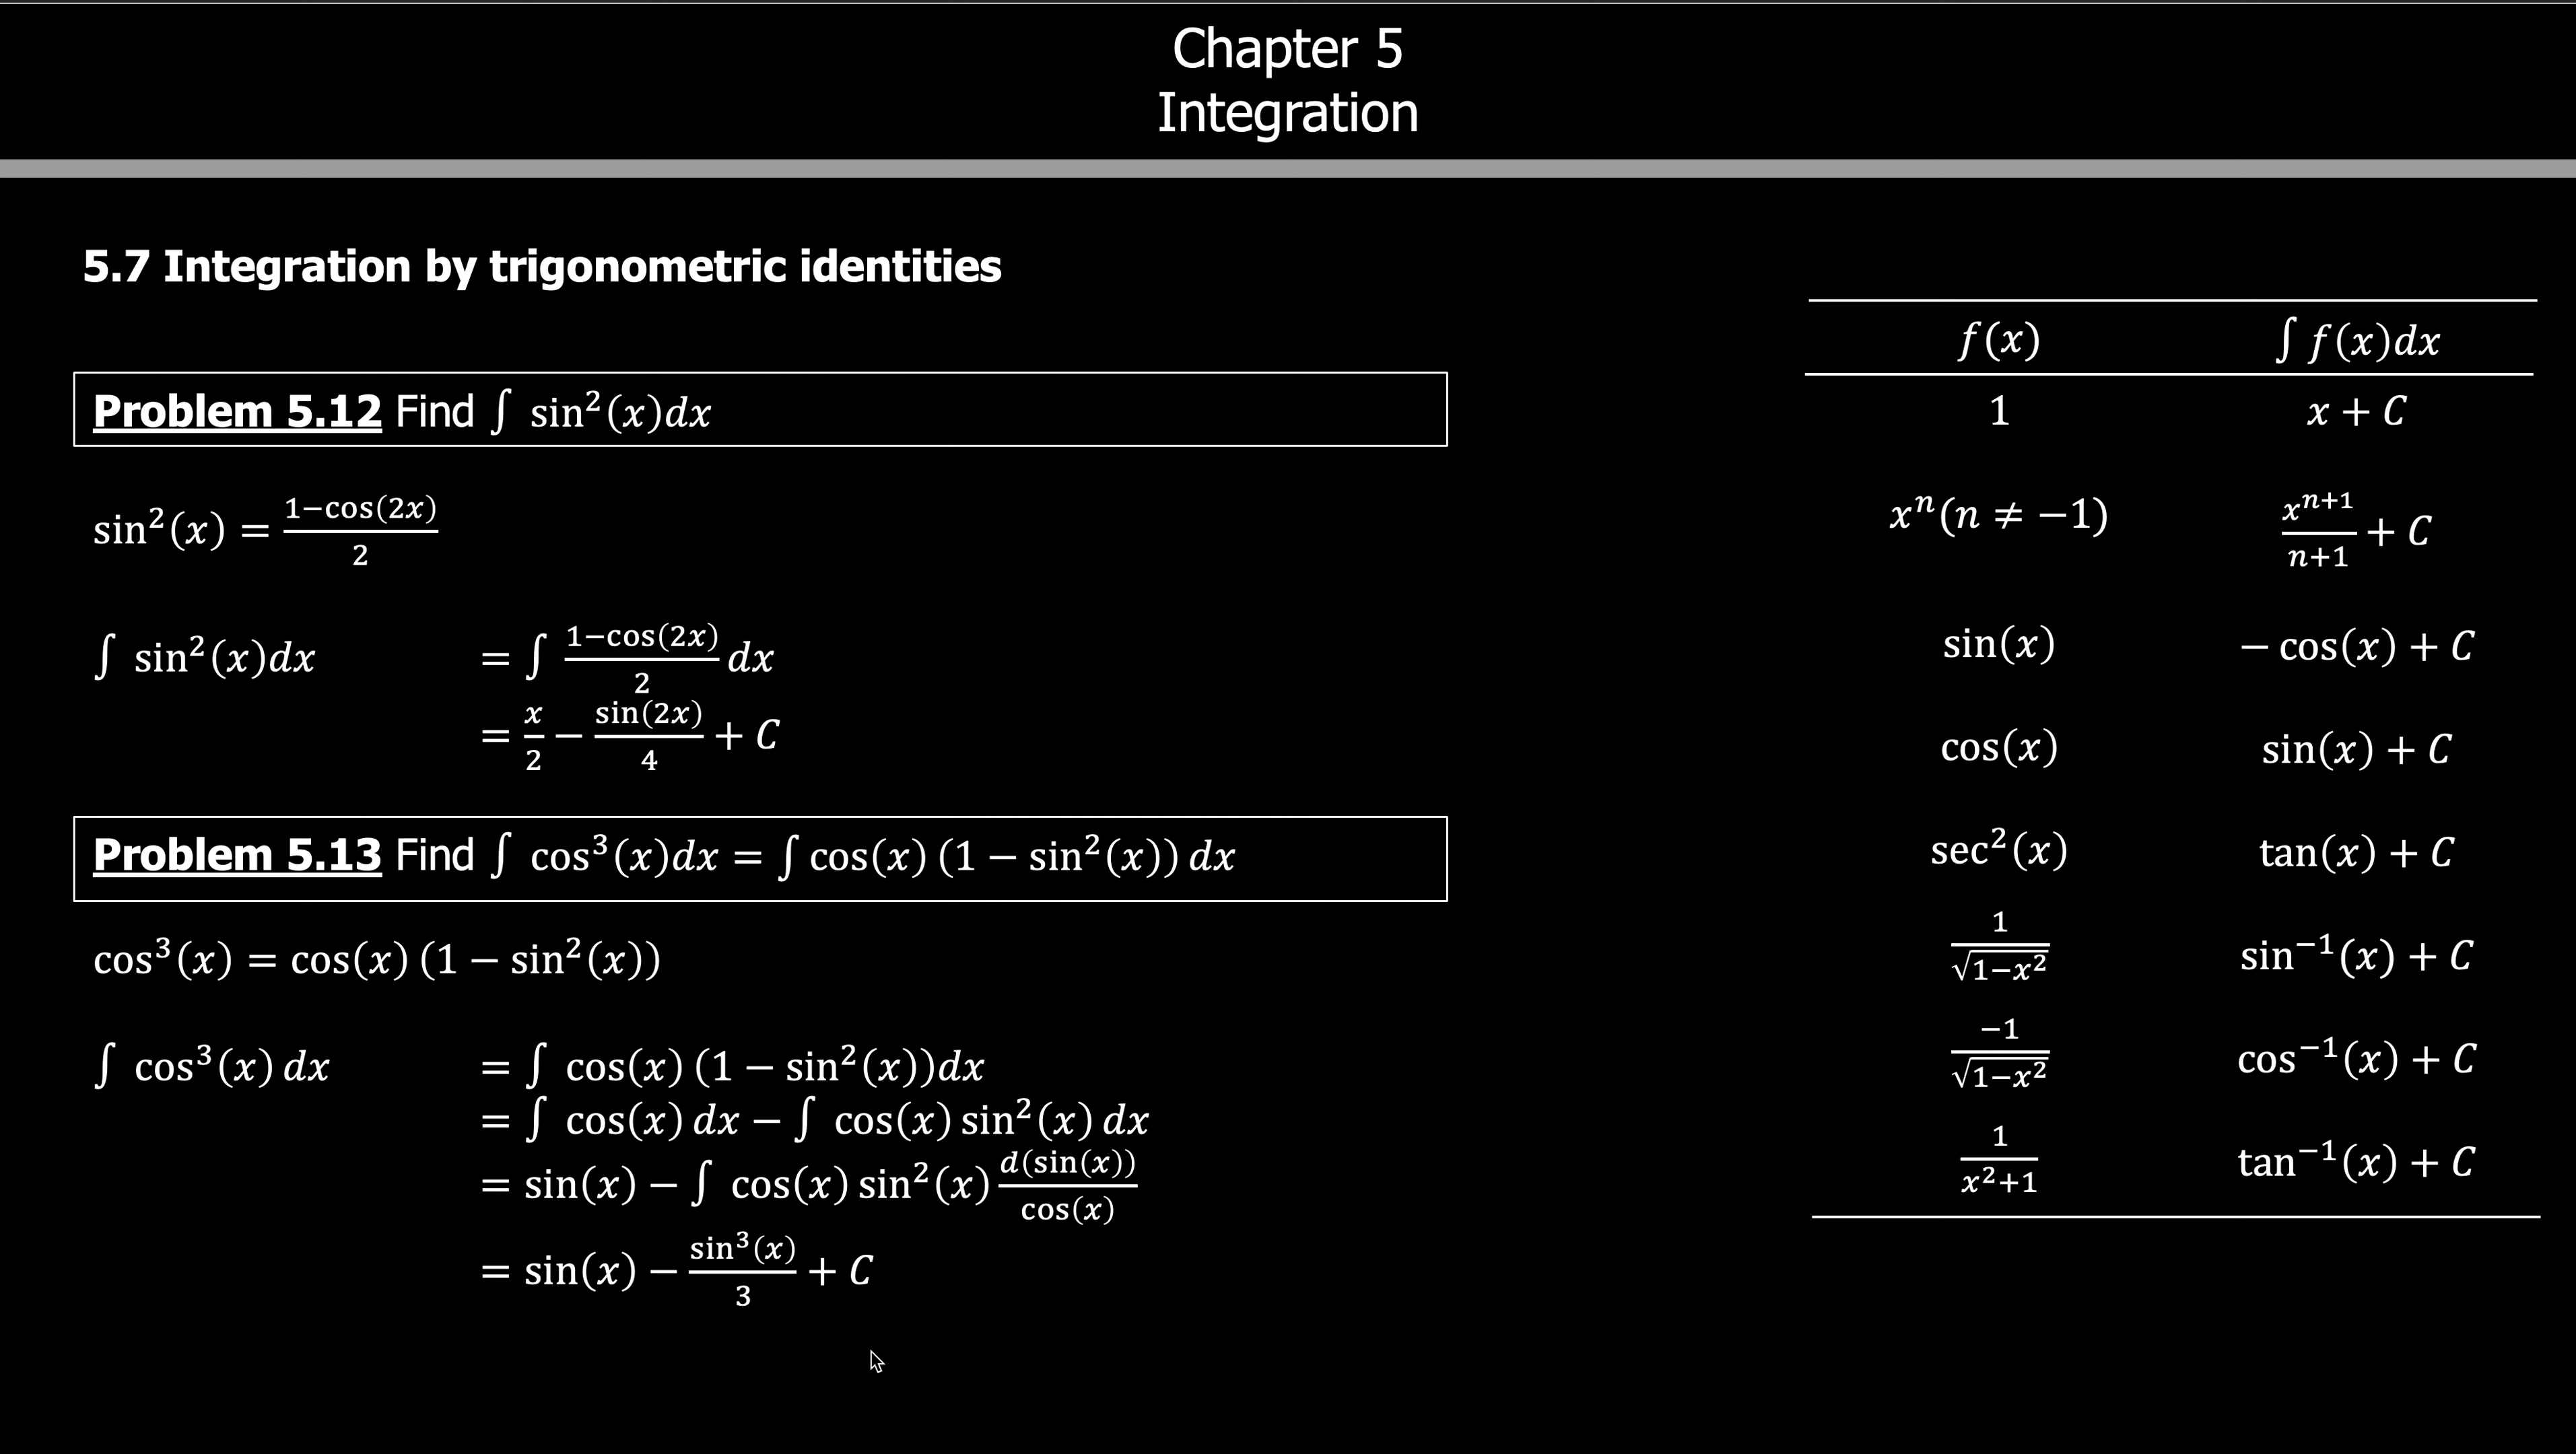 Chapter 5
Integration
5.7 Integration by trigonometric identities
Problem 5.12 Find ∫ sin²(x)dx
sin²(x) = (1−cos(2x))/2
∫ sin²(x)dx = ∫ (1−cos(2x))/2 dx
= x/2 − sin(2x)/4 + C
Problem 5.13 Find ∫ cos³(x)dx = ∫ cos(x) (1 − sin²(x)) dx
cos³(x) = cos(x) (1 − sin²(x))
∫ cos³(x) dx = ∫ cos(x) (1 − sin²(x))dx
= ∫ cos(x) dx − ∫ cos(x) sin²(x) dx
= sin(x) − ∫ cos(x) sin²(x) d(sin(x))/cos(x)
= sin(x) − sin³(x)/3 + C
f(x) ∫ f(x)dx
1 x + C
xⁿ(n ≠ −1) xⁿ⁺¹/(n+1) + C
sin(x) − cos(x) + C
cos(x) sin(x) + C
sec²(x) tan(x) + C
1/√(1−x²) sin⁻¹(x) + C
−1/√(1−x²) cos⁻¹(x) + C
1/(x²+1) tan⁻¹(x) + C